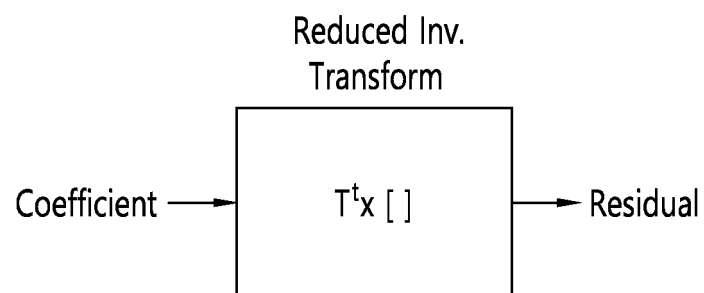 Reduced Inv.
Transform
Coefficient
Tᵗx [ ]
Residual